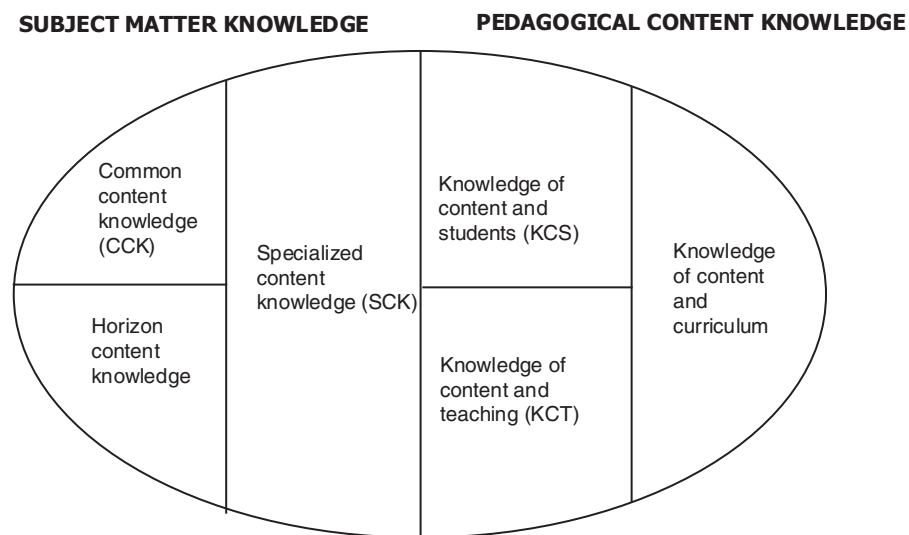 SUBJECT MATTER KNOWLEDGE
PEDAGOGICAL CONTENT KNOWLEDGE
Common
content
knowledge
(CCK)
Horizon
content
knowledge
Specialized
content
knowledge (SCK)
Knowledge of
content and
students (KCS)
Knowledge of
content and
teaching (KCT)
Knowledge
of content
and
curriculum